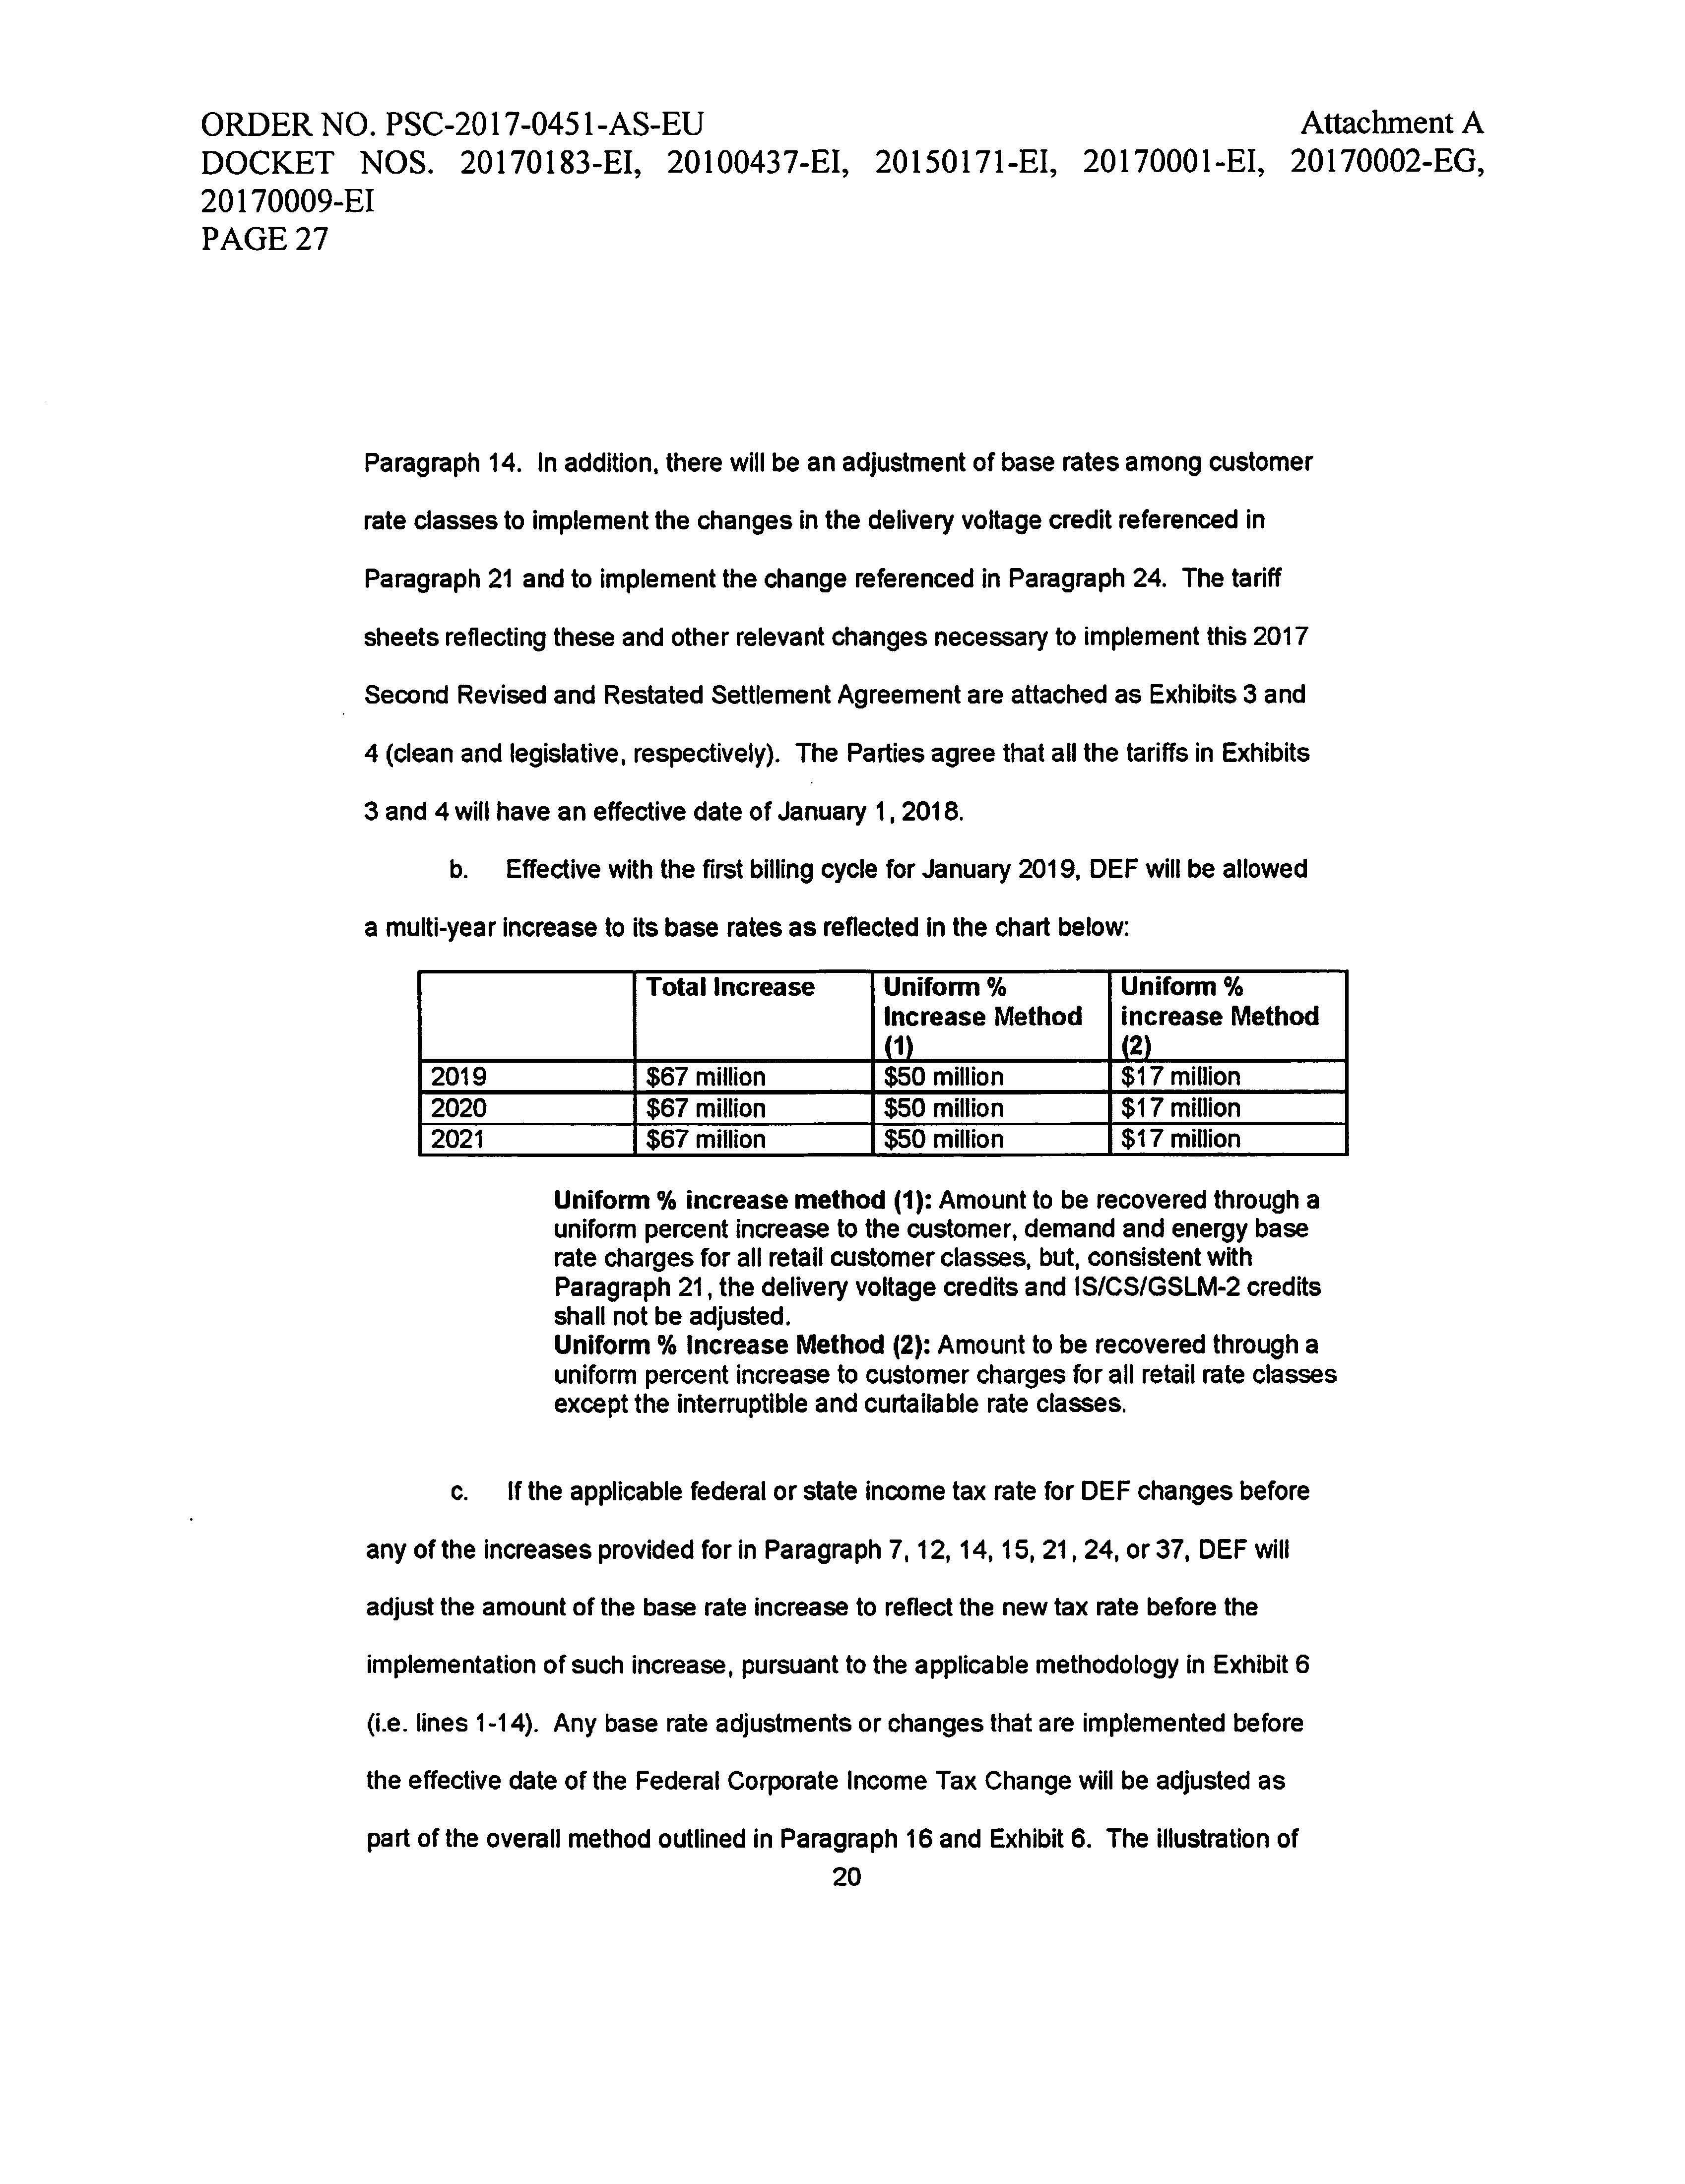 ORDER NO. PSC-2017-0451-AS-EU Attachment A
DOCKET NOS. 20170183-EI, 20100437-EI, 20150171-EI, 20170001-EI, 20170002-EG,
20170009-EI
PAGE 27
Paragraph 14. In addition, there will be an adjustment of base rates among customer
rate classes to implement the changes in the delivery voltage credit referenced in
Paragraph 21 and to implement the change referenced in Paragraph 24. The tariff
sheets reflecting these and other relevant changes necessary to implement this 2017
Second Revised and Restated Settlement Agreement are attached as Exhibits 3 and
4 (clean and legislative, respectively). The Parties agree that all the tariffs in Exhibits
3 and 4 will have an effective date of January 1, 2018.
b. Effective with the first billing cycle for January 2019, DEF will be allowed
a multi-year increase to its base rates as reflected in the chart below:
Total Increase Uniform % Uniform %
Increase Method increase Method
(1) (2)
2019 $67 million $50 million $17 million
2020 $67 million $50 million $17 million
2021 $67 million $50 million $17 million
Uniform % increase method (1): Amount to be recovered through a
uniform percent increase to the customer, demand and energy base
rate charges for all retail customer classes, but, consistent with
Paragraph 21, the delivery voltage credits and IS/CS/GSLM-2 credits
shall not be adjusted.
Uniform % Increase Method (2): Amount to be recovered through a
uniform percent increase to customer charges for all retail rate classes
except the interruptible and curtailable rate classes.
c. If the applicable federal or state income tax rate for DEF changes before
any of the increases provided for in Paragraph 7, 12, 14, 15, 21, 24, or 37, DEF will
adjust the amount of the base rate increase to reflect the new tax rate before the
implementation of such increase, pursuant to the applicable methodology in Exhibit 6
(i.e. lines 1-14). Any base rate adjustments or changes that are implemented before
the effective date of the Federal Corporate Income Tax Change will be adjusted as
part of the overall method outlined in Paragraph 16 and Exhibit 6. The illustration of
20